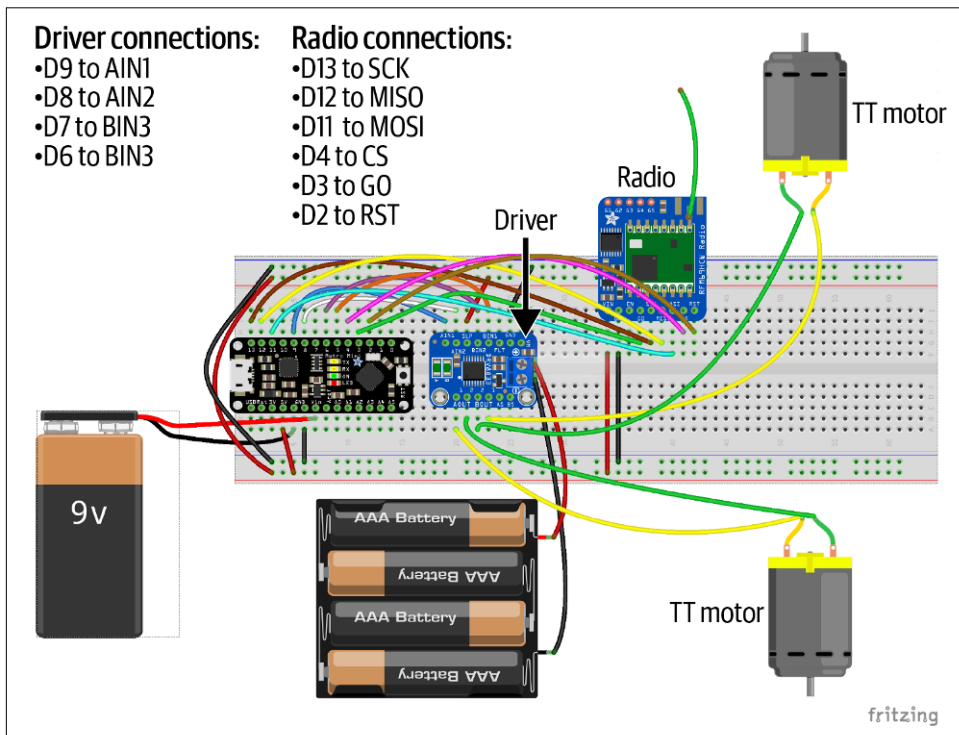 Driver connections:
•D9 to AIN1
•D8 to AIN2
•D7 to BIN3
•D6 to BIN3
Radio connections:
•D13 to SCK
•D12 to MISO
•D11 to MOSI
•D4 to CS
•D3 to GO
•D2 to RST
TT motor
Radio
Driver
RFM69HCW Radio
9v
AAA Battery
AAA Battery
AAA Battery
AAA Battery
TT motor
fritzing